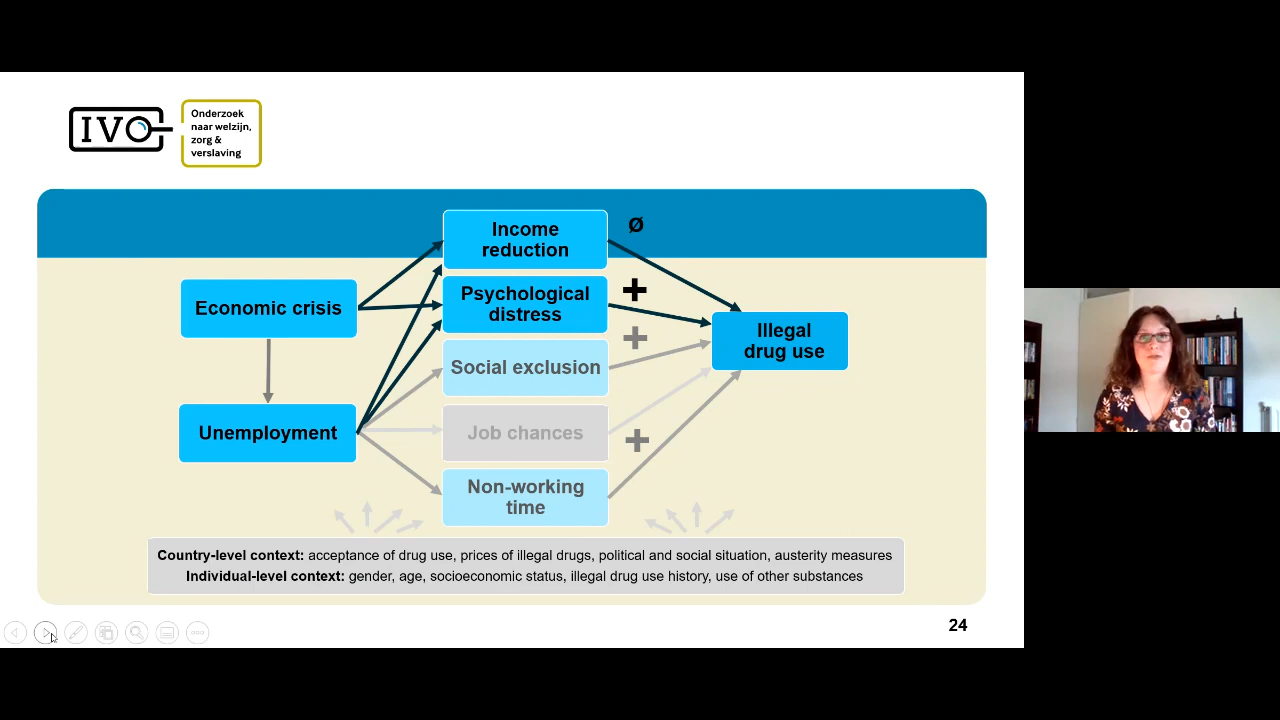 IVO
Onderzoek
naar welzijn,
zorg &
verslaving
Income
reduction
ø
Psychological
distress
+
Economic crisis
Illegal
drug use
+
Social exclusion
Unemployment
Job chances
+
Non-working
time
Country-level context: acceptance of drug use, prices of illegal drugs, political and social situation, austerity measures
Individual-level context: gender, age, socioeconomic status, illegal drug use history, use of other substances
24